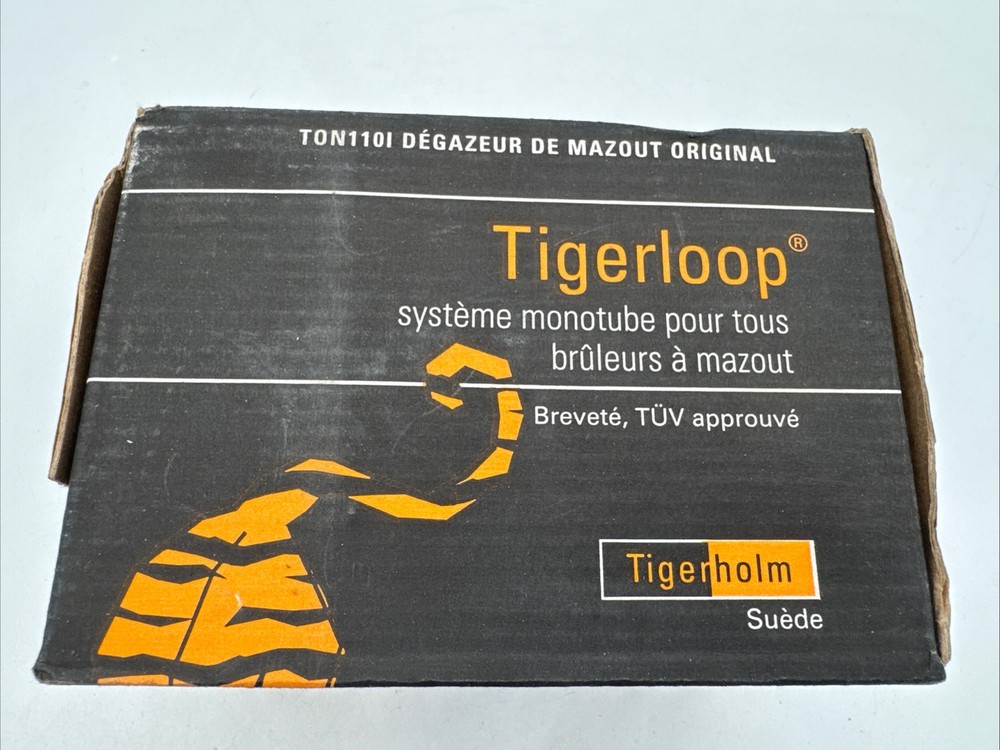 TON110I DÉGAZEUR DE MAZOUT ORIGINAL
Tigerloop®
système monotube pour tous
brûleurs à mazout
Breveté, TÜV approuvé
Tigerholm
Suède